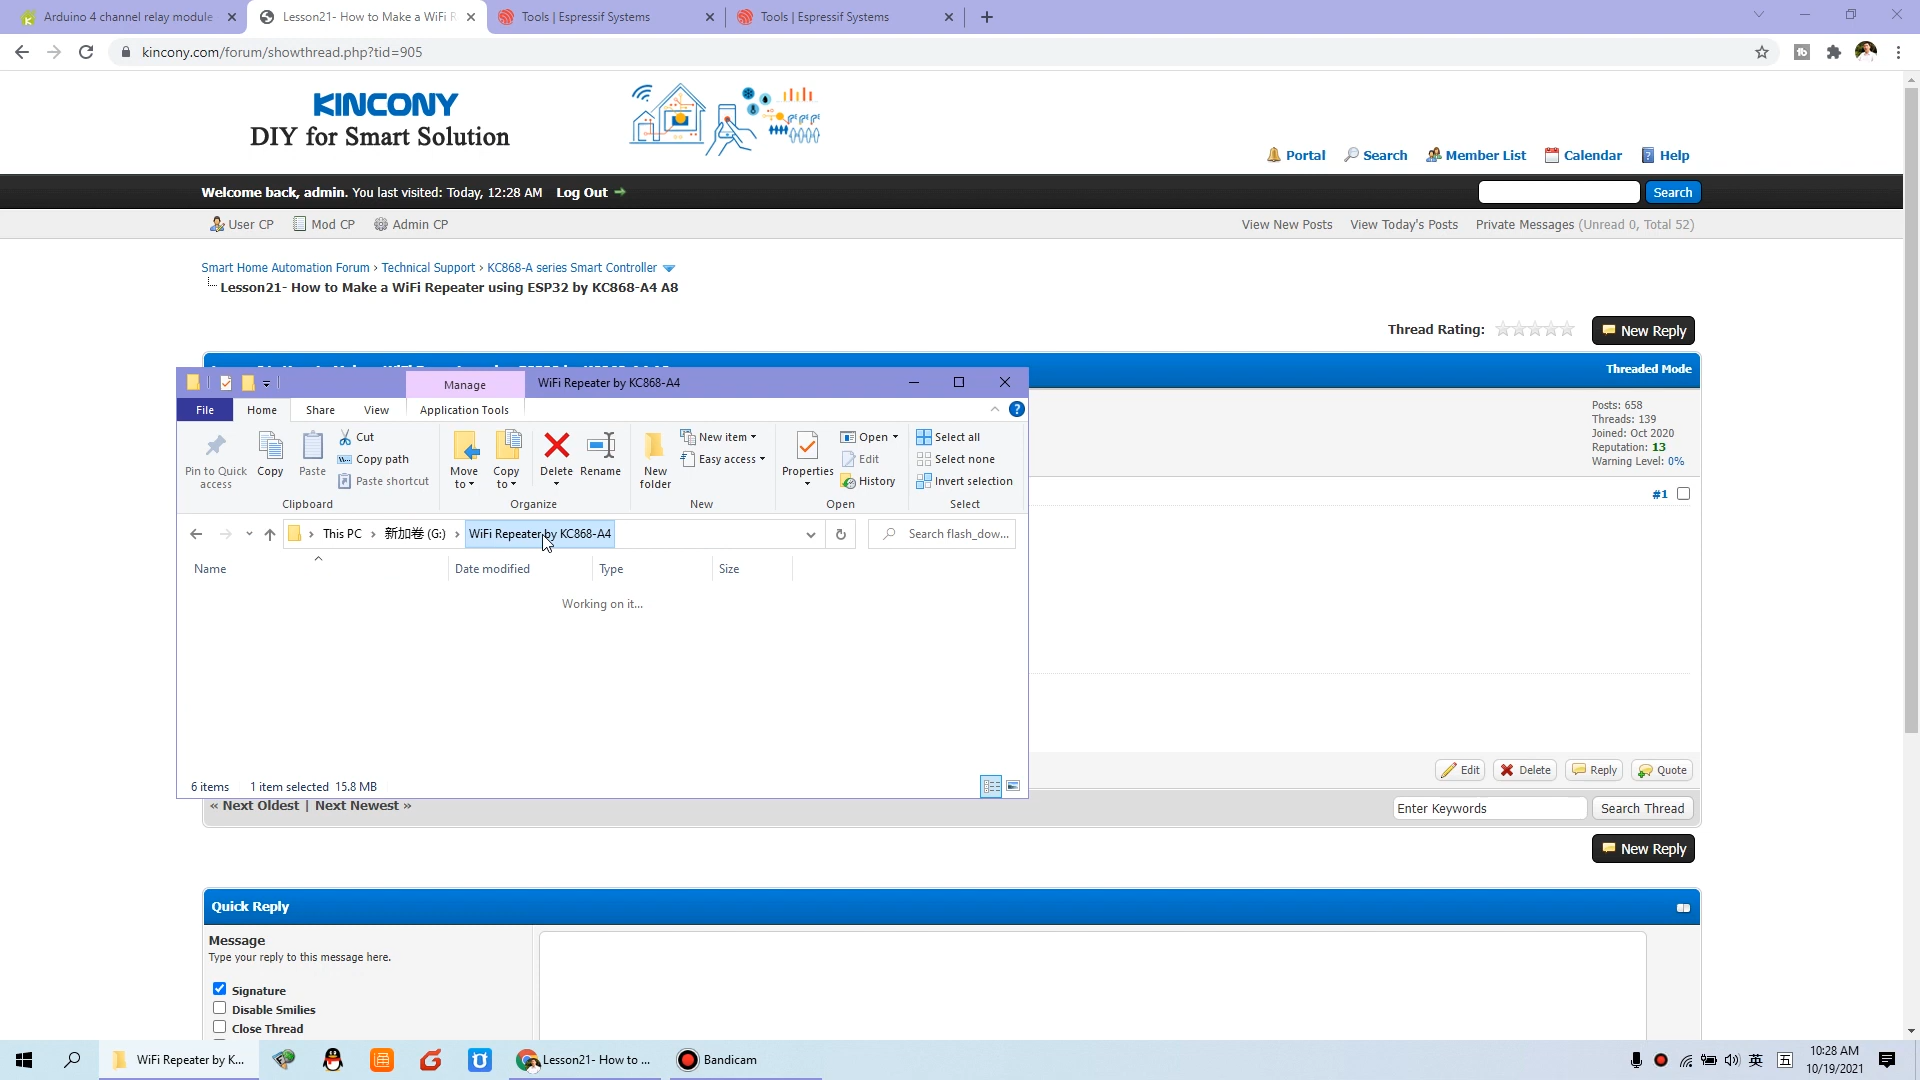 Arduino 4 channel relay module
Lesson21- How to Make a WiFi R
Tools | Espressif Systems
Tools | Espressif Systems
kincony.com/forum/showthread.php?tid=905
KINCONY
DIY for Smart Solution
Portal
Search
Member List
Calendar
Help
Welcome back, admin. You last visited: Today, 12:28 AM Log Out
Search
User CP
Mod CP
Admin CP
View New Posts
View Today's Posts
Private Messages (Unread 0, Total 52)
Smart Home Automation Forum › Technical Support › KC868-A series Smart Controller
Lesson21- How to Make a WiFi Repeater using ESP32 by KC868-A4 A8
Thread Rating:
New Reply
Threaded Mode
Manage
WiFi Repeater by KC868-A4
File
Home
Share
View
Application Tools
Pin to Quick access
Copy
Paste
Cut
Copy path
Paste shortcut
Clipboard
Move to
Copy to
Delete
Rename
Organize
New folder
New item
Easy access
New
Properties
Open
Edit
History
Open
Select all
Select none
Invert selection
Select
This PC › 新加卷 (G:) › WiFi Repeater by KC868-A4
Search flash_dow...
Name
Date modified
Type
Size
Working on it...
6 items
1 item selected 15.8 MB
Posts: 658
Threads: 139
Joined: Oct 2020
Reputation: 13
Warning Level: 0%
#1
Edit
Delete
Reply
Quote
« Next Oldest | Next Newest »
Enter Keywords
Search Thread
New Reply
Quick Reply
Message
Type your reply to this message here.
Signature
Disable Smilies
Close Thread
WiFi Repeater by K...
Lesson21- How to ...
Bandicam
英
五
10:28 AM
10/19/2021